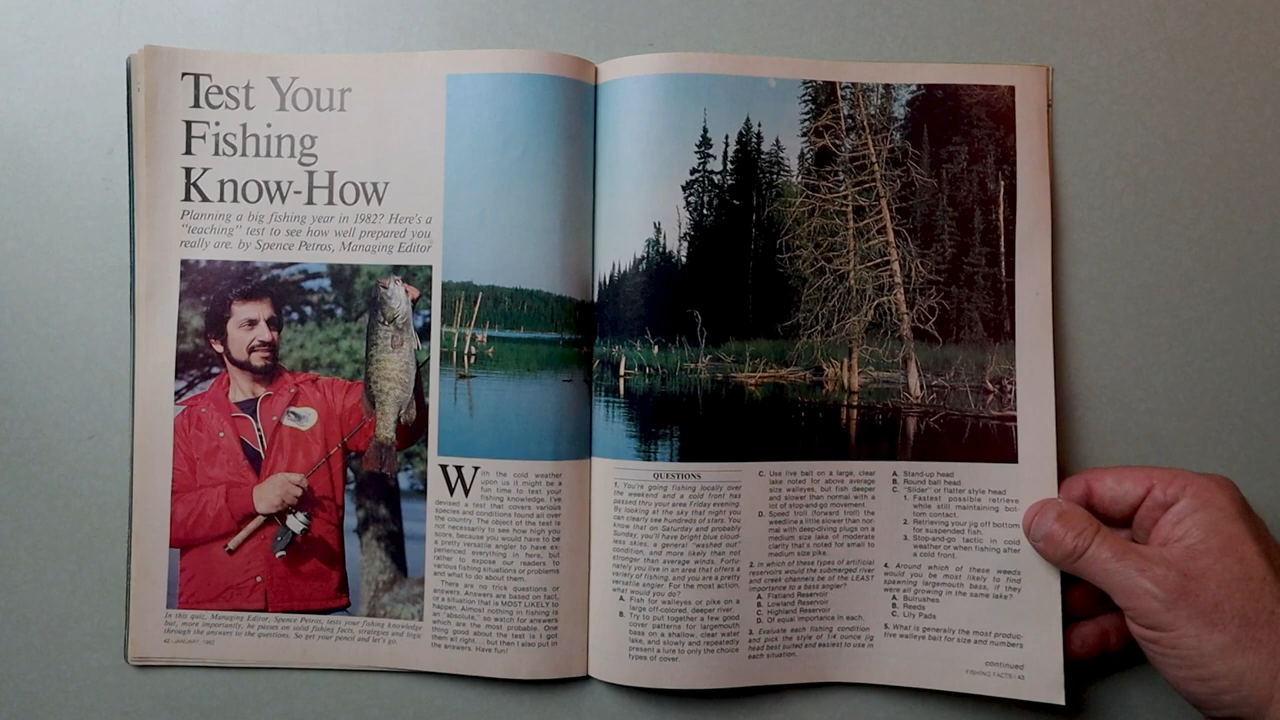 Test Your
Fishing
Know-How
Planning a big fishing year in 1982? Here's a
"teaching" test to see how well prepared you
really are. by Spence Petros, Managing Editor
In this quiz, Managing Editor, Spence Petros, tests your fishing knowledge
but, more importantly, he passes on solid fishing facts, strategies and logic
through the answers to the questions. So get your pencil and let's go.
42 / JANUARY, 1982
With the cold weather
upon us it might be a
fun time to test your
fishing knowledge. I've
devised a test that covers various
species and conditions found all over
the country. The object of the test is
not necessarily to see how high you
score, because you would have to be
a pretty versatile angler to have ex-
perienced everything in here, but
rather to expose our readers to
various fishing situations or problems
and what to do about them.
There are no trick questions or
answers. Answers are based on fact,
or a situation that is MOST LIKELY to
happen. Almost nothing in fishing is
an "absolute," so watch for answers
which are the most probable. One
good thing about the test is I got
them all right . . . but then I also put in
the answers. Have fun!
QUESTIONS
1. You're going fishing locally over
the weekend and a cold front has
passed thru your area Friday evening.
By looking at the sky that night you
can clearly see hundreds of stars. You
know that on Saturday and probably
Sunday, you'll have bright blue cloud-
less skies, a general "washed out"
condition, and more likely than not
stronger than average winds. Fortu-
nately you live in an area that offers a
variety of fishing, and you are a pretty
versatile angler. For the most action,
what would you do?
A. Fish for walleyes or pike on a
large off-colored, deeper river.
B. Try to put together a few good
cover patterns for largemouth
bass on a shallow, clear water
lake, and slowly and repeatedly
present a lure to only the choice
types of cover.
C. Use live bait on a large, clear
lake noted for above average
size walleyes, but fish deeper
and slower than normal with a
lot of stop-and-go movement.
D. Speed troll (forward troll) the
weedline a little slower than nor-
mal with deep-diving plugs on a
medium size lake of moderate
clarity that's noted for small to
medium size pike.
2. In which of these types of artificial
reservoirs would the submerged river
and creek channels be of the LEAST
importance to a bass angler?
A. Flatland Reservoir
B. Lowland Reservoir
C. Highland Reservoir
D. Of equal importance in each.
3. Evaluate each fishing condition
and pick the style of 1/4 ounce jig
head best suited and easiest to use in
each situation.
A. Stand-up head
B. Round ball head
C. "Slider" or flatter style head
1. Fastest possible retrieve
while still maintaining bot-
tom contact.
2. Retrieving your jig off bottom
for suspended fish.
3. Stop-and-go tactic in cold
weather or when fishing after
a cold front.
4. Around which of these weeds
would you be most likely to find
spawning largemouth bass, if they
were all growing in the same lake?
A. Bulrushes
B. Reeds
C. Lily Pads
5. What is generally the most produc-
tive walleye bait for size and numbers
continued
FISHING FACTS / 43